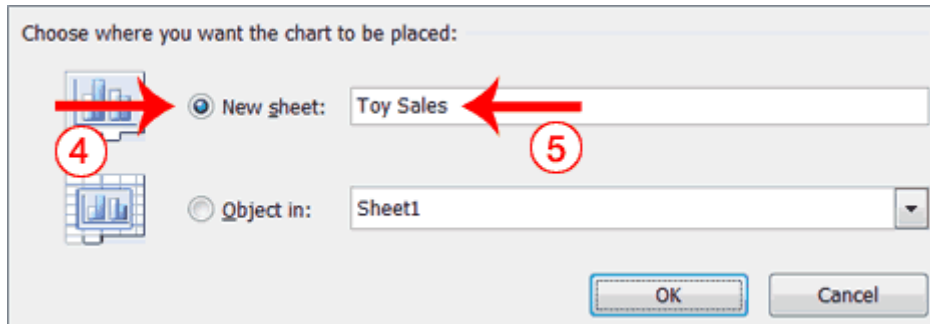 Choose where you want the chart to be placed:
4 New sheet: Toy Sales 5
Object in: Sheet1
OK Cancel